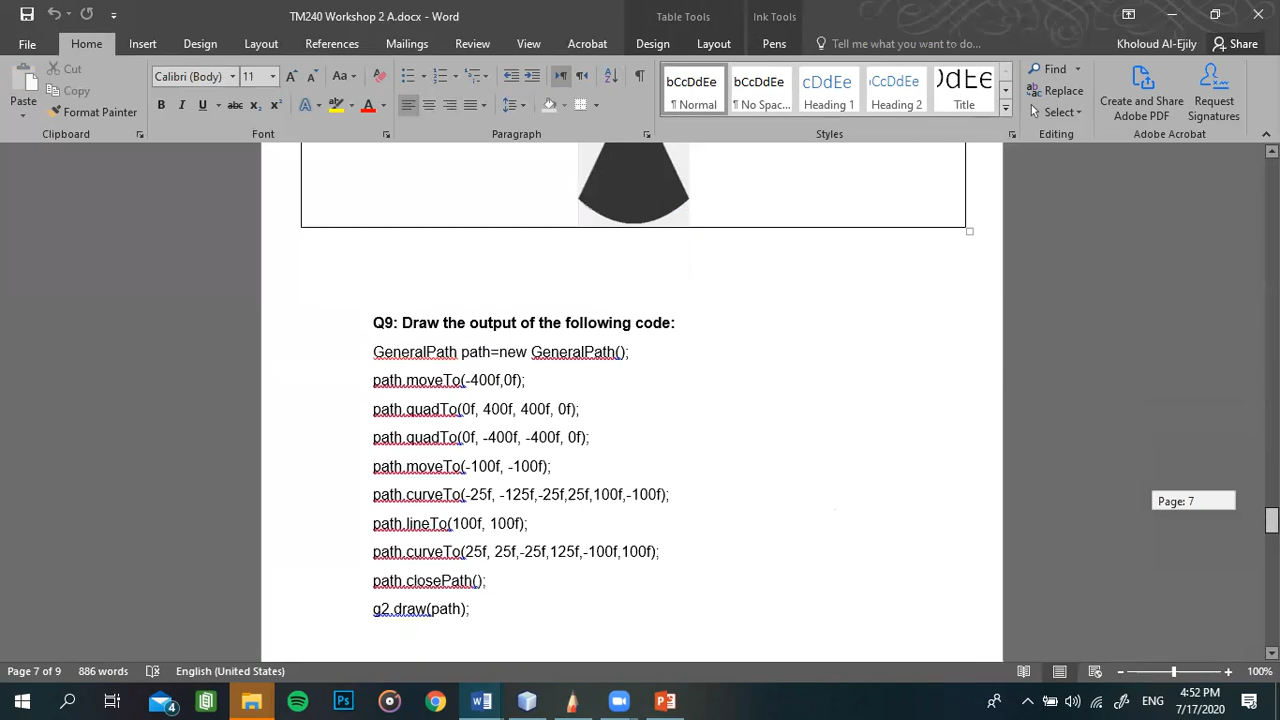 TM240 Workshop 2 A.docx - Word
Table Tools
Ink Tools
File
Home
Insert
Design
Layout
References
Mailings
Review
View
Acrobat
Design
Layout
Pens
Tell me what you want to do...
Kholoud Al-Ejily
Share
Paste
Cut
Copy
Format Painter
Clipboard
Calibri (Body)
11
Font
Paragraph
bCcDdEe
¶ Normal
bCcDdEe
¶ No Spac...
cDdEe
Heading 1
cCcDdEe
Heading 2
Title
Styles
Find
Replace
Select
Editing
Create and Share
Adobe PDF
Request
Signatures
Adobe Acrobat
Q9: Draw the output of the following code:
GeneralPath path=new GeneralPath();
path.moveTo(-400f,0f);
path.quadTo(0f, 400f, 400f, 0f);
path.quadTo(0f, -400f, -400f, 0f);
path.moveTo(-100f, -100f);
path.curveTo(-25f, -125f,-25f,25f,100f,-100f);
path.lineTo(100f, 100f);
path.curveTo(25f, 25f,-25f,125f,-100f,100f);
path.closePath();
g2.draw(path);
Page: 7
Page 7 of 9
886 words
English (United States)
100%
4
ENG
4:52 PM
7/17/2020